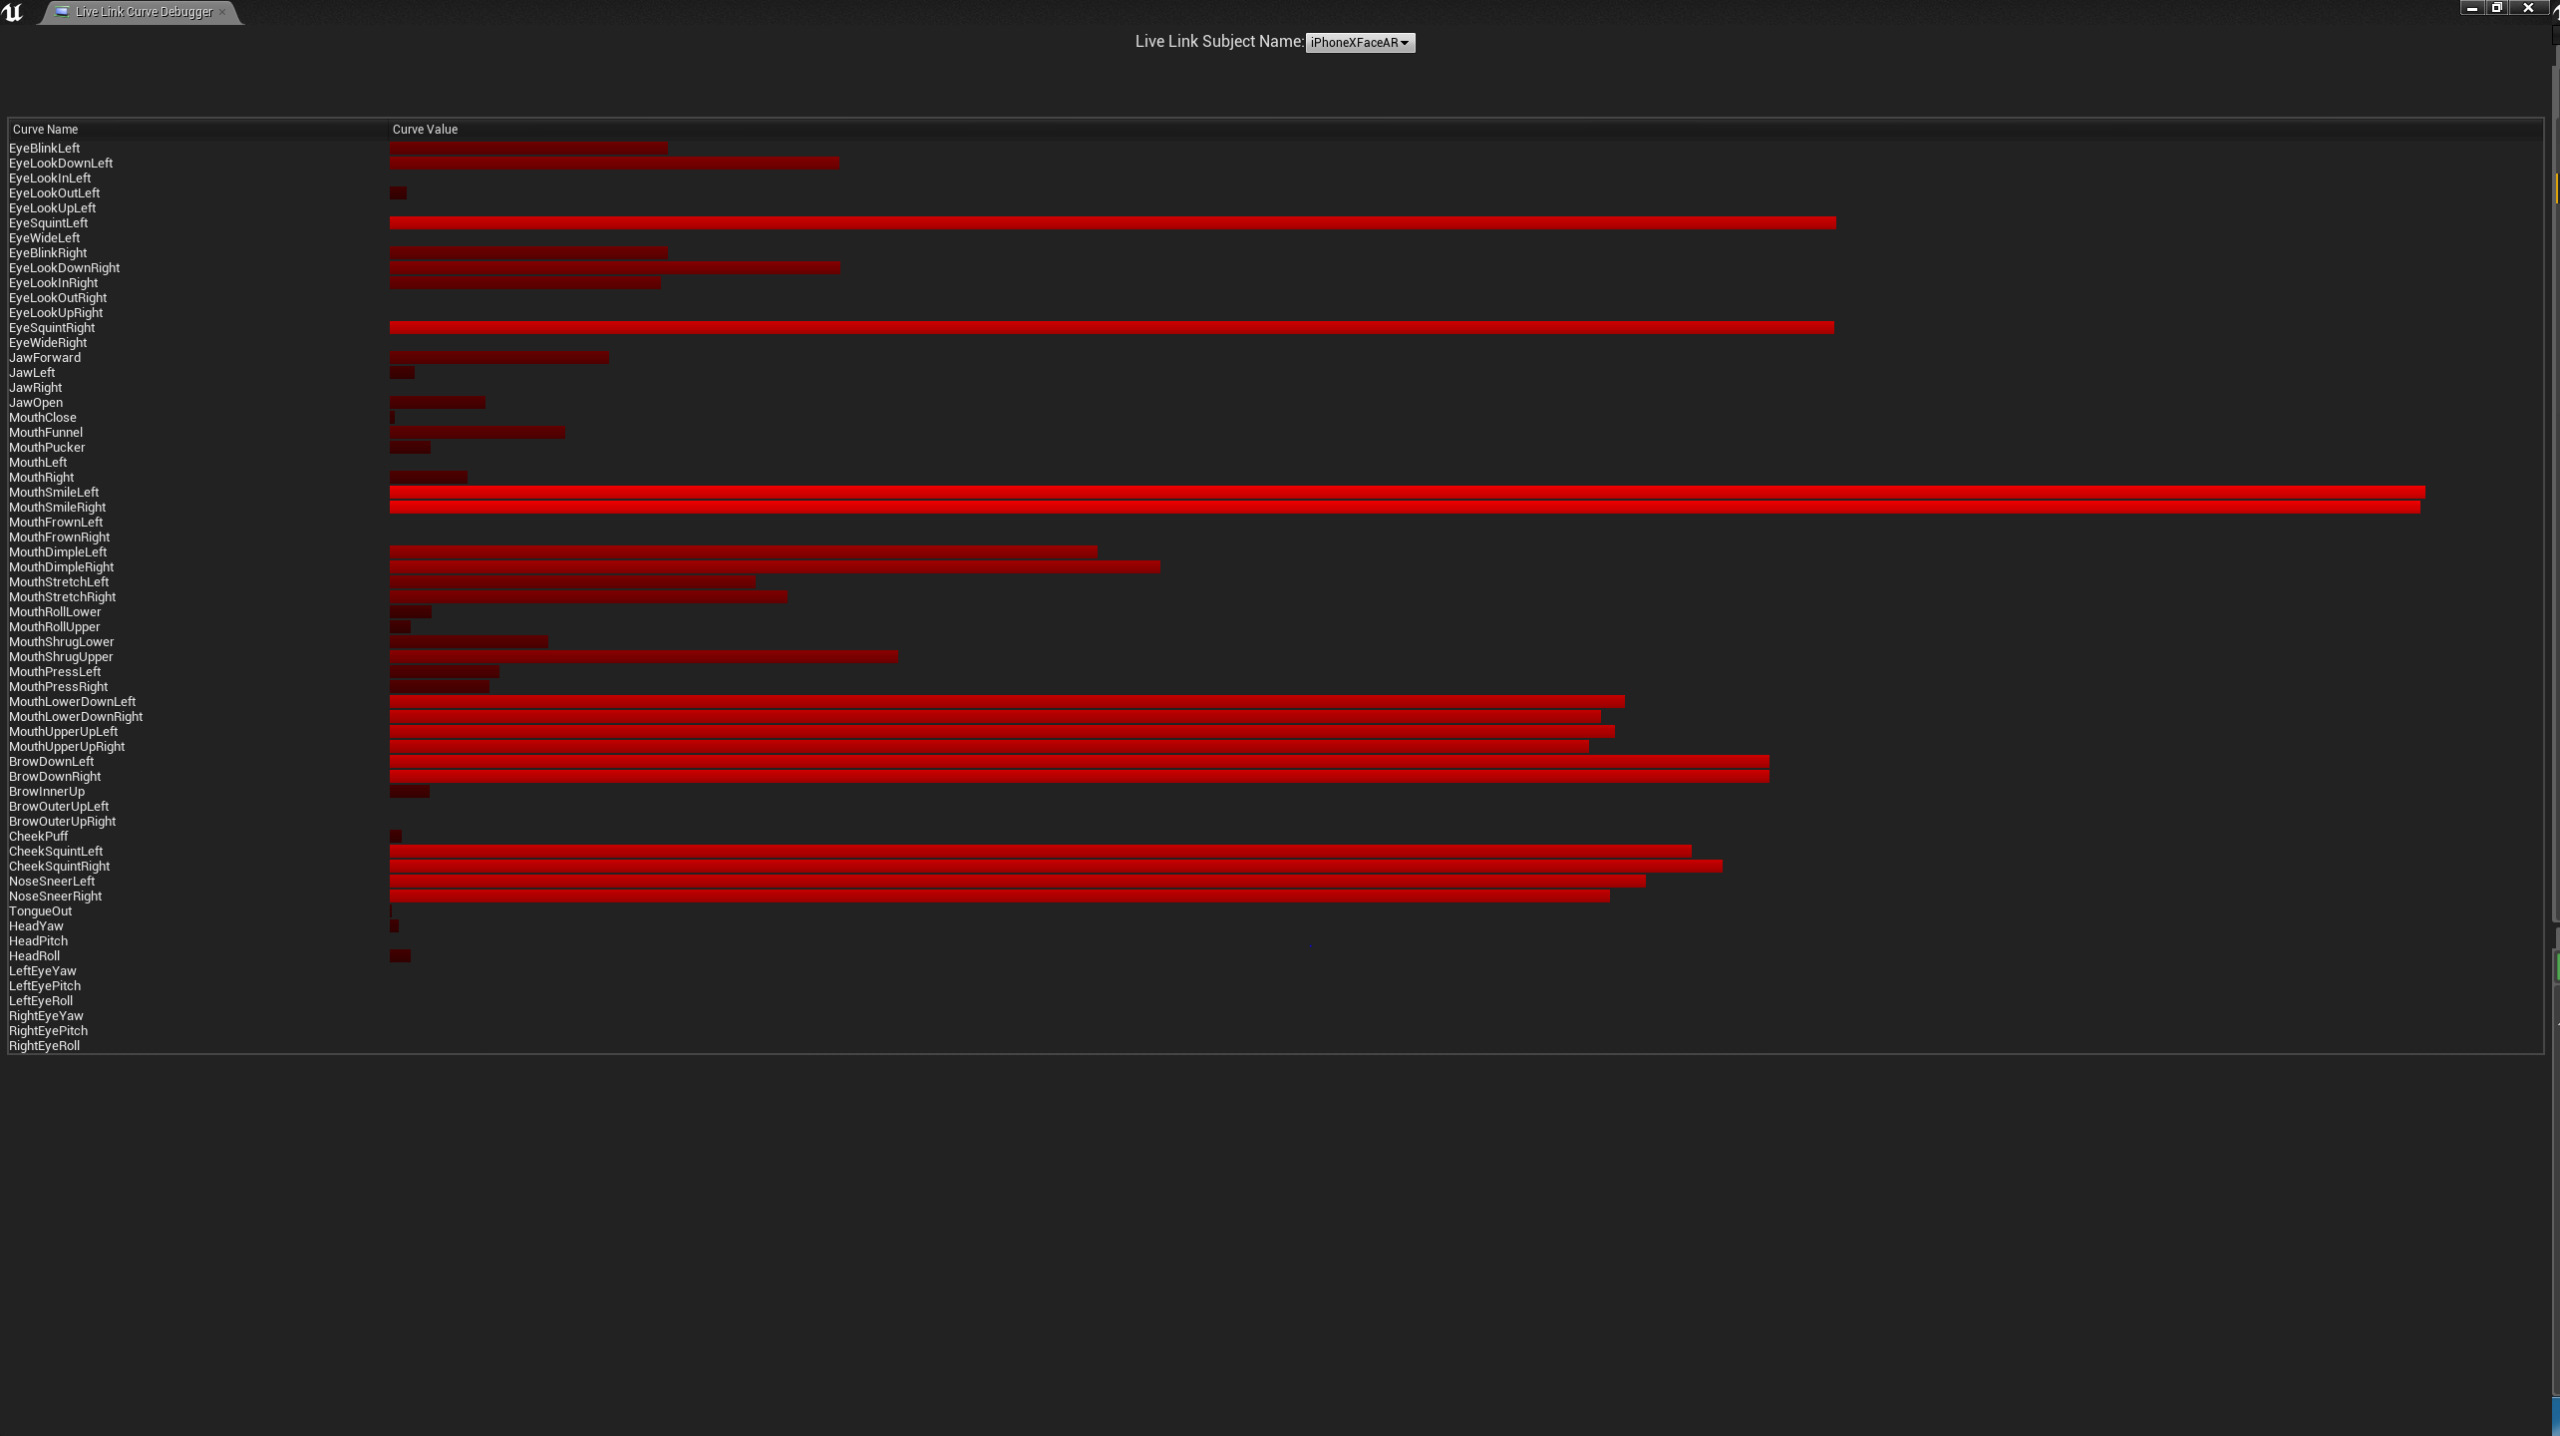 Live Link Curve Debugger
Live Link Subject Name: iPhoneXFaceAR
Curve Name Curve Value
EyeBlinkLeft
EyeLookDownLeft
EyeLookInLeft
EyeLookOutLeft
EyeLookUpLeft
EyeSquintLeft
EyeWideLeft
EyeBlinkRight
EyeLookDownRight
EyeLookInRight
EyeLookOutRight
EyeLookUpRight
EyeSquintRight
EyeWideRight
JawForward
JawLeft
JawRight
JawOpen
MouthClose
MouthFunnel
MouthPucker
MouthLeft
MouthRight
MouthSmileLeft
MouthSmileRight
MouthFrownLeft
MouthFrownRight
MouthDimpleLeft
MouthDimpleRight
MouthStretchLeft
MouthStretchRight
MouthRollLower
MouthRollUpper
MouthShrugLower
MouthShrugUpper
MouthPressLeft
MouthPressRight
MouthLowerDownLeft
MouthLowerDownRight
MouthUpperUpLeft
MouthUpperUpRight
BrowDownLeft
BrowDownRight
BrowInnerUp
BrowOuterUpLeft
BrowOuterUpRight
CheekPuff
CheekSquintLeft
CheekSquintRight
NoseSneerLeft
NoseSneerRight
TongueOut
HeadYaw
HeadPitch
HeadRoll
LeftEyeYaw
LeftEyePitch
LeftEyeRoll
RightEyeYaw
RightEyePitch
RightEyeRoll